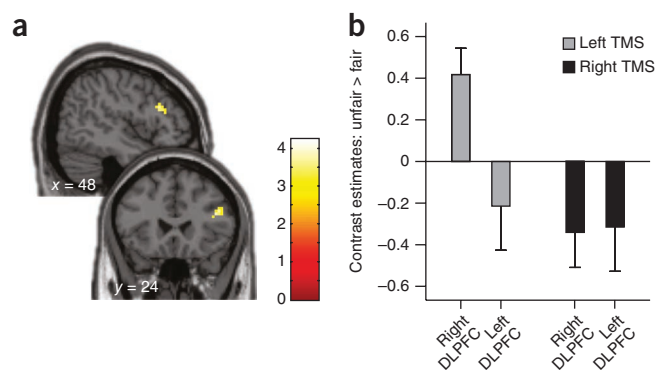 a
x = 48
y = 24
4
3
2
1
0
b
Contrast estimates: unfair > fair
0.6
0.4
0.2
0
–0.2
–0.4
–0.6
Left TMS
Right TMS
Right
DLPFC
Left
DLPFC
Right
DLPFC
Left
DLPFC